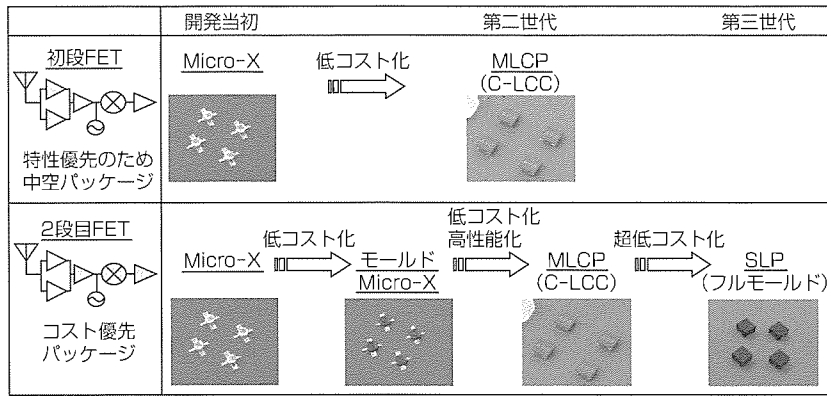 開発当初 第二世代 第三世代
初段FET
Micro-X
低コスト化
MLCP
(C-LCC)
特性優先のため
中空パッケージ
2段目FET
Micro-X
低コスト化
モールド
Micro-X
低コスト化
高性能化
MLCP
(C-LCC)
超低コスト化
SLP
(フルモールド)
コスト優先
パッケージ